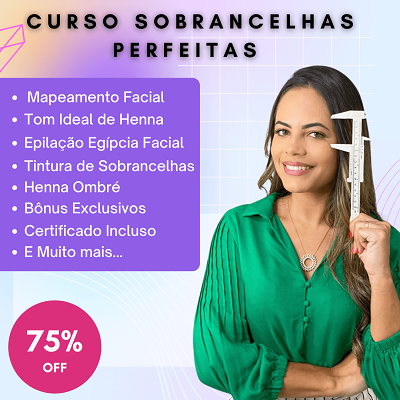 CURSO SOBRANCELHAS
PERFEITAS
• Mapeamento Facial
• Tom Ideal de Henna
• Epilação Egípcia Facial
• Tintura de Sobrancelhas
• Henna Ombré
• Bônus Exclusivos
• Certificado Incluso
• E Muito mais...
75%
OFF